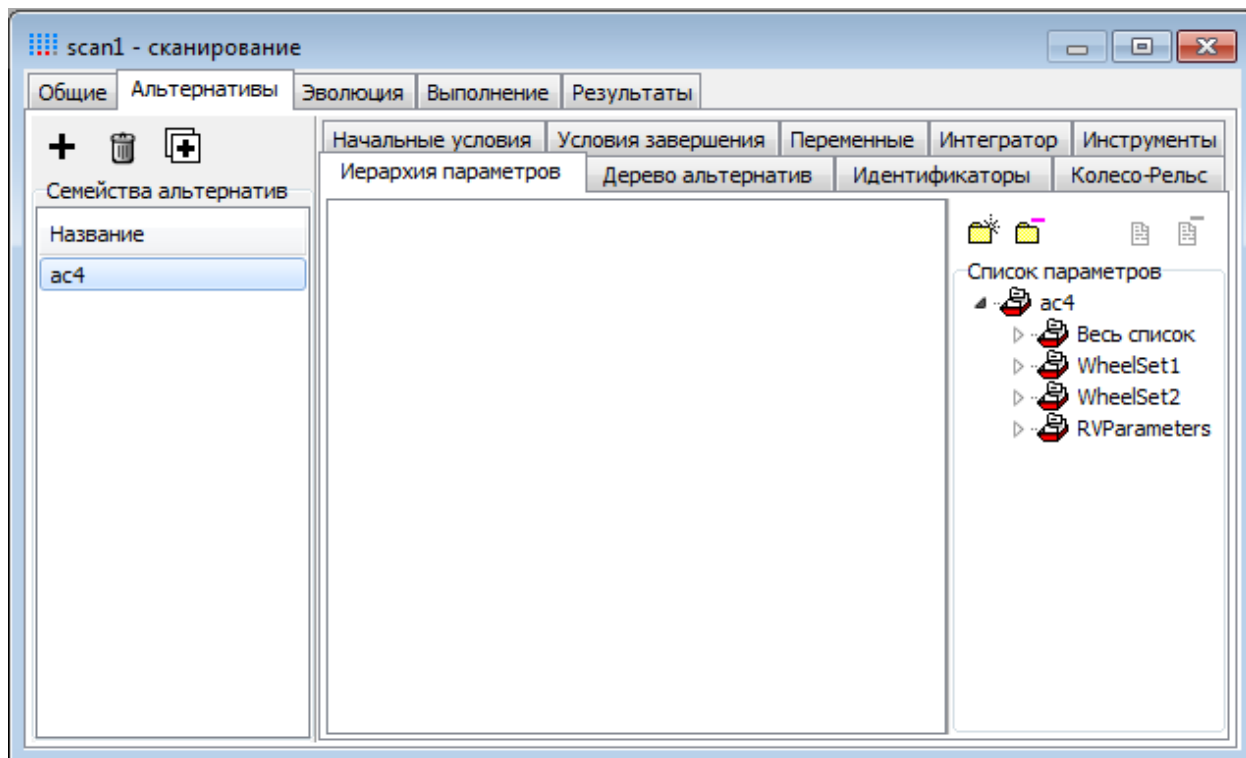 scan1 - сканирование
Общие Альтернативы Эволюция Выполнение Результаты
Семейства альтернатив
Название
ac4
Начальные условия Условия завершения Переменные Интегратор Инструменты
Иерархия параметров Дерево альтернатив Идентификаторы Колесо-Рельс
Список параметров
ac4
Весь список
WheelSet1
WheelSet2
RVParameters